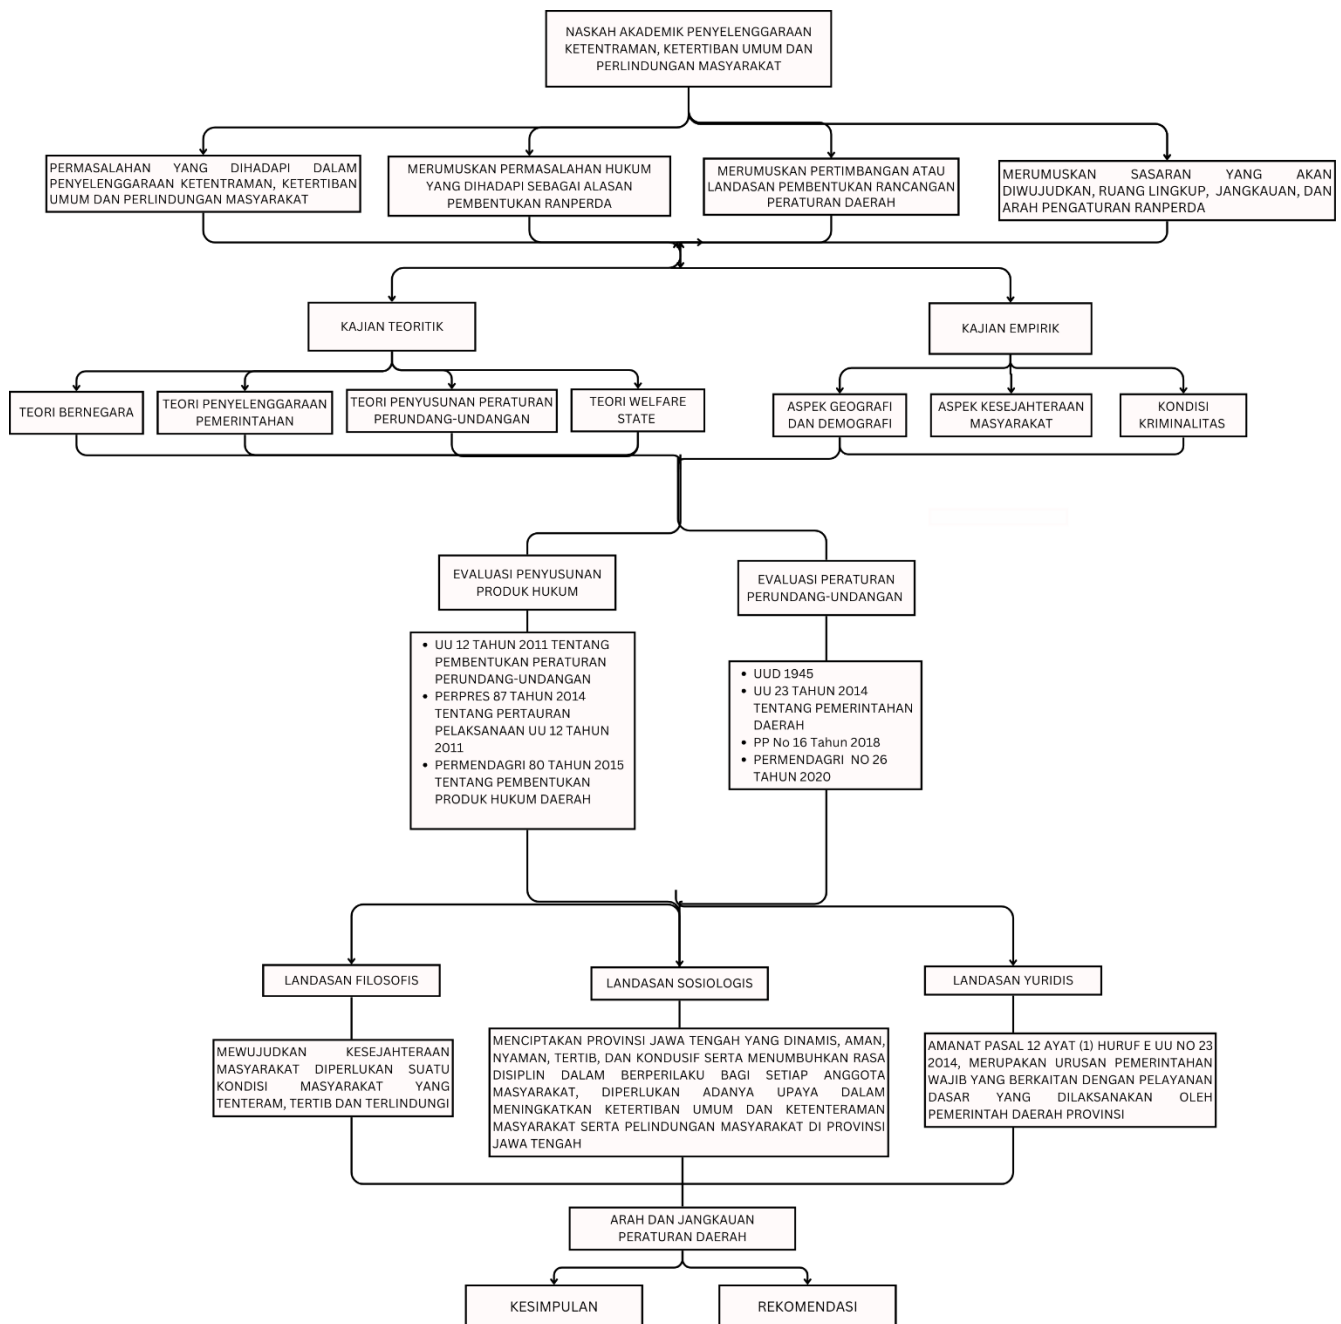 NASKAH AKADEMIK PENYELENGGARAAN
KETENTRAMAN, KETERTIBAN UMUM DAN
PERLINDUNGAN MASYARAKAT
PERMASALAHAN YANG DIHADAPI DALAM
PENYELENGGARAAN KETENTRAMAN, KETERTIBAN
UMUM DAN PERLINDUNGAN MASYARAKAT
MERUMUSKAN PERMASALAHAN HUKUM
YANG DIHADAPI SEBAGAI ALASAN
PEMBENTUKAN RANPERDA
MERUMUSKAN PERTIMBANGAN ATAU
LANDASAN PEMBENTUKAN RANCANGAN
PERATURAN DAERAH
MERUMUSKAN SASARAN YANG AKAN
DIWUJUDKAN, RUANG LINGKUP, JANGKAUAN, DAN
ARAH PENGATURAN RANPERDA
KAJIAN TEORITIK
KAJIAN EMPIRIK
TEORI BERNEGARA
TEORI PENYELENGGARAAN
PEMERINTAHAN
TEORI PENYUSUNAN PERATURAN
PERUNDANG-UNDANGAN
TEORI WELFARE
STATE
ASPEK GEOGRAFI
DAN DEMOGRAFI
ASPEK KESEJAHTERAAN
MASYARAKAT
KONDISI
KRIMINALITAS
EVALUASI PENYUSUNAN
PRODUK HUKUM
EVALUASI PERATURAN
PERUNDANG-UNDANGAN
• UU 12 TAHUN 2011 TENTANG
PEMBENTUKAN PERATURAN
PERUNDANG-UNDANGAN
• PERPRES 87 TAHUN 2014
TENTANG PERTAURAN
PELAKSANAAN UU 12 TAHUN
2011
• PERMENDAGRI 80 TAHUN 2015
TENTANG PEMBENTUKAN
PRODUK HUKUM DAERAH
• UUD 1945
• UU 23 TAHUN 2014
TENTANG PEMERINTAHAN
DAERAH
• PP No 16 Tahun 2018
• PERMENDAGRI NO 26
TAHUN 2020
LANDASAN FILOSOFIS
LANDASAN SOSIOLOGIS
LANDASAN YURIDIS
MEWUJUDKAN KESEJAHTERAAN
MASYARAKAT DIPERLUKAN SUATU
KONDISI MASYARAKAT YANG
TENTERAM, TERTIB DAN TERLINDUNGI
MENCIPTAKAN PROVINSI JAWA TENGAH YANG DINAMIS, AMAN,
NYAMAN, TERTIB, DAN KONDUSIF SERTA MENUMBUHKAN RASA
DISIPLIN DALAM BERPERILAKU BAGI SETIAP ANGGOTA
MASYARAKAT, DIPERLUKAN ADANYA UPAYA DALAM
MENINGKATKAN KETERTIBAN UMUM DAN KETENTERAMAN
MASYARAKAT SERTA PELINDUNGAN MASYARAKAT DI PROVINSI
JAWA TENGAH
AMANAT PASAL 12 AYAT (1) HURUF E UU NO 23
2014, MERUPAKAN URUSAN PEMERINTAHAN
WAJIB YANG BERKAITAN DENGAN PELAYANAN
DASAR YANG DILAKSANAKAN OLEH
PEMERINTAH DAERAH PROVINSI
ARAH DAN JANGKAUAN
PERATURAN DAERAH
KESIMPULAN
REKOMENDASI